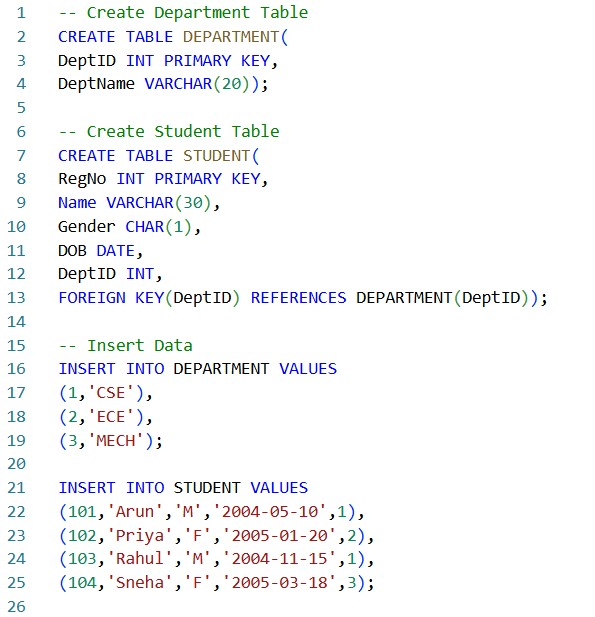 1 -- Create Department Table
2 CREATE TABLE DEPARTMENT(
3 DeptID INT PRIMARY KEY,
4 DeptName VARCHAR(20));
5
6 -- Create Student Table
7 CREATE TABLE STUDENT(
8 RegNo INT PRIMARY KEY,
9 Name VARCHAR(30),
10 Gender CHAR(1),
11 DOB DATE,
12 DeptID INT,
13 FOREIGN KEY(DeptID) REFERENCES DEPARTMENT(DeptID));
14
15 -- Insert Data
16 INSERT INTO DEPARTMENT VALUES
17 (1,'CSE'),
18 (2,'ECE'),
19 (3,'MECH');
20
21 INSERT INTO STUDENT VALUES
22 (101,'Arun','M','2004-05-10',1),
23 (102,'Priya','F','2005-01-20',2),
24 (103,'Rahul','M','2004-11-15',1),
25 (104,'Sneha','F','2005-03-18',3);
26